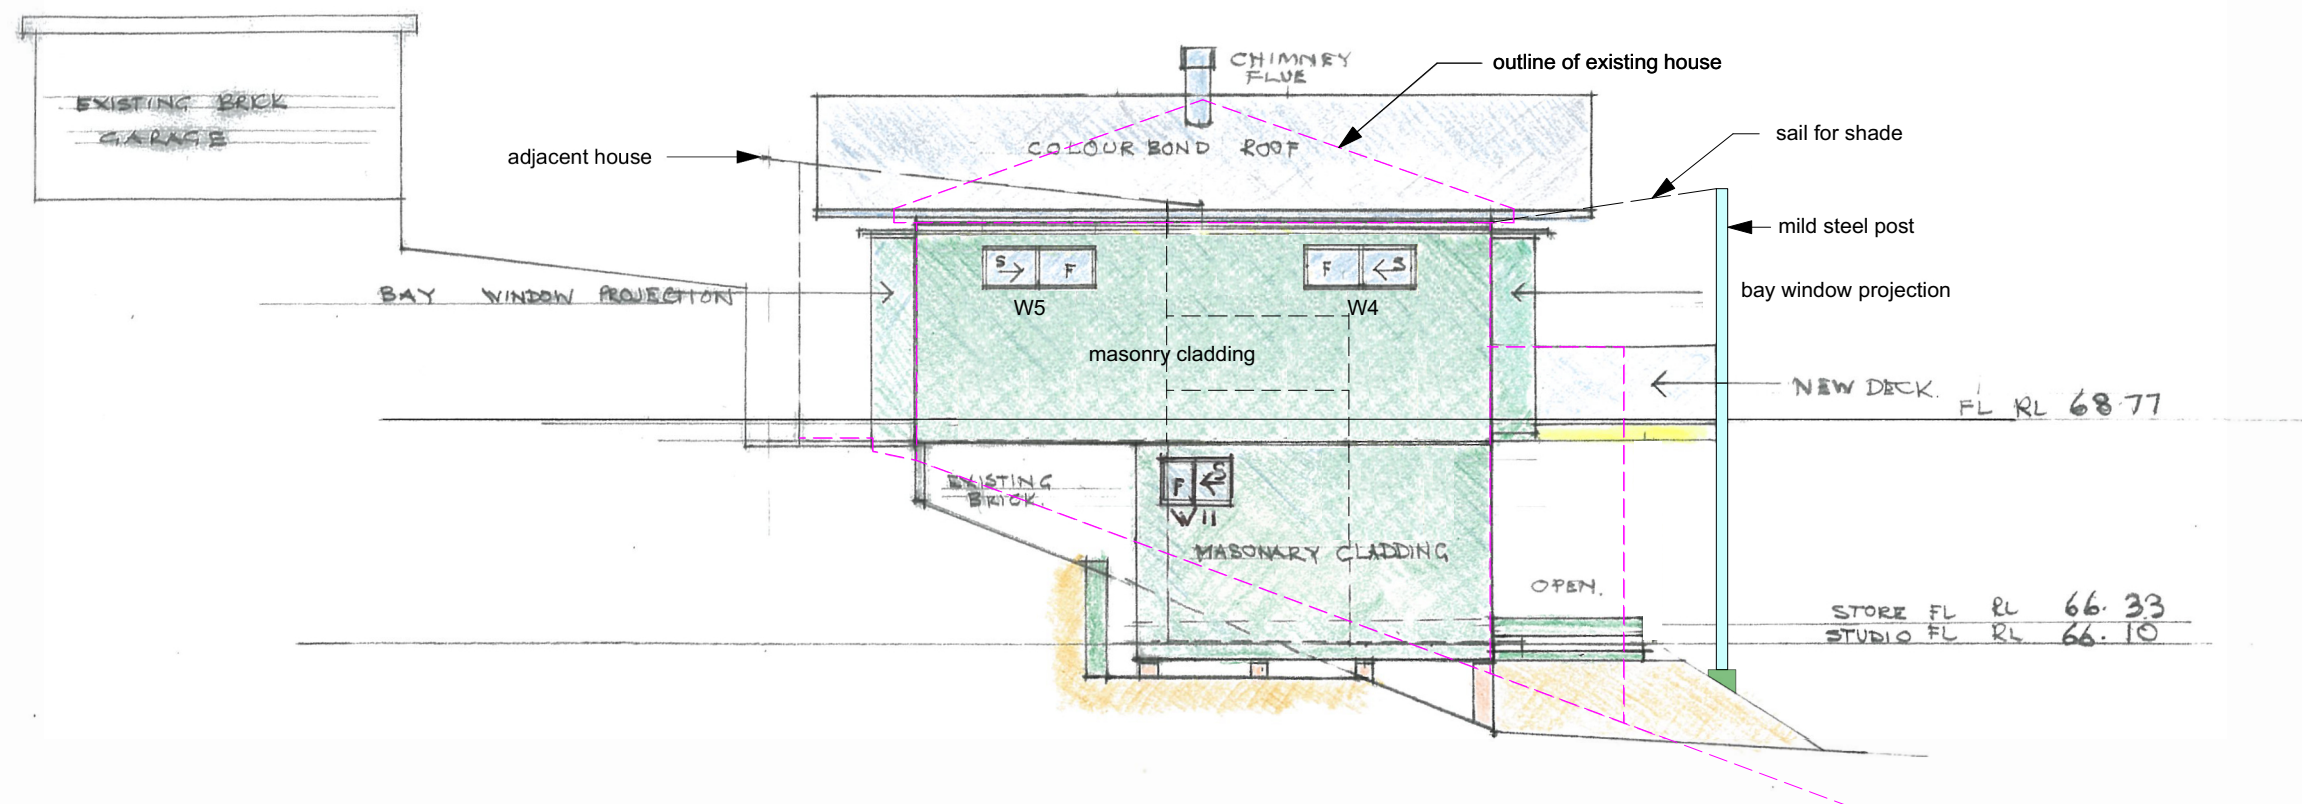 CHIMNEY
FLUE
outline of existing house
EXISTING BRICK
GARAGE
sail for shade
COLOUR BOND ROOF
adjacent house
mild steel post
S F
F S
W5
W4
BAY WINDOW PROJECTION
bay window projection
masonry cladding
NEW DECK.
FL RL 68.77
EXISTING
BRICK.
F S
W11
MASONARY CLADDING
OPEN.
STORE FL RL 66.33
STUDIO FL RL 66.10